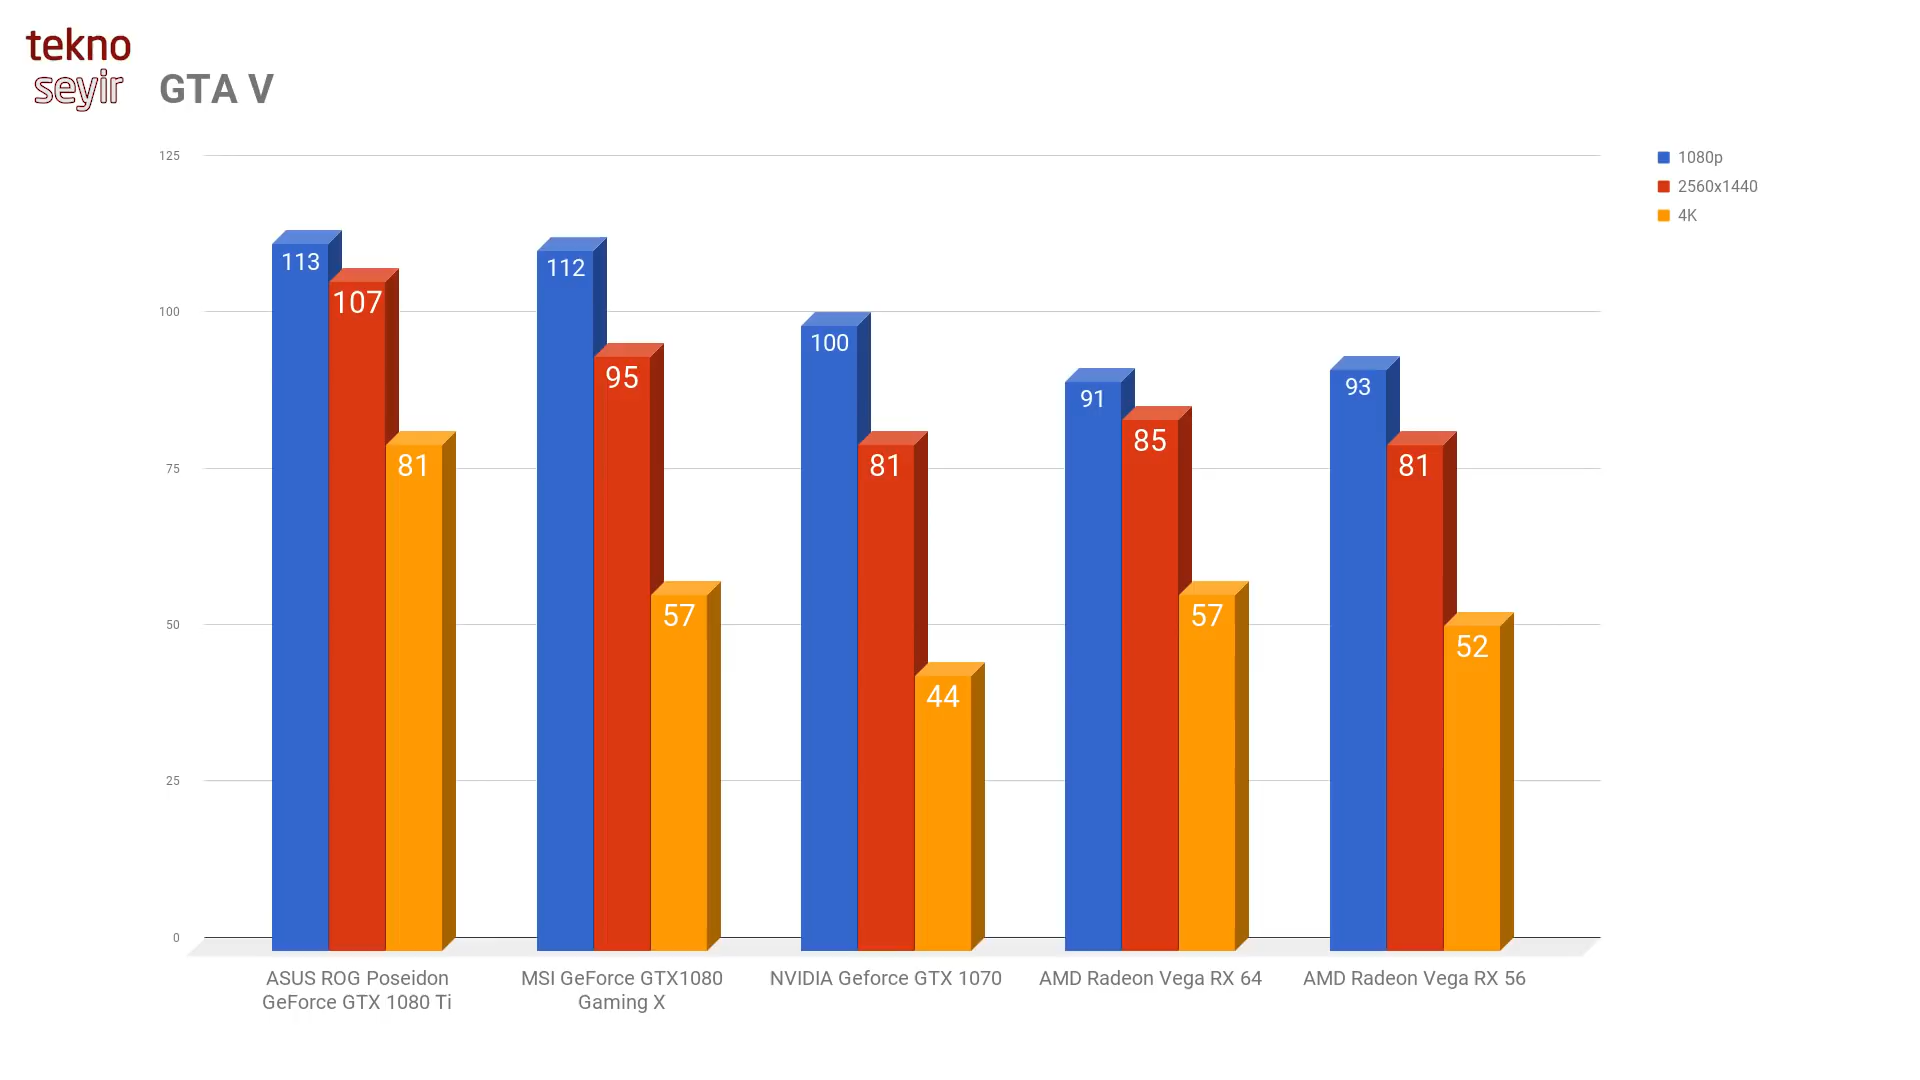 tekno
seyir
GTA V
125
100
75
50
25
0
1080p
2560x1440
4K
113
107
81
112
95
57
100
81
44
91
85
57
93
81
52
ASUS ROG Poseidon
GeForce GTX 1080 Ti
MSI GeForce GTX1080
Gaming X
NVIDIA Geforce GTX 1070
AMD Radeon Vega RX 64
AMD Radeon Vega RX 56